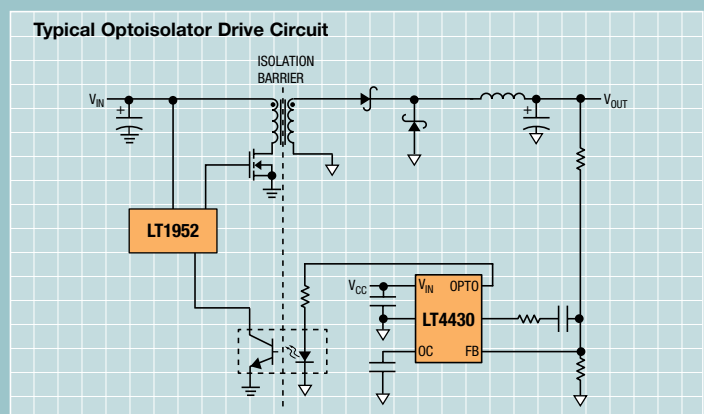 Typical Optoisolator Drive Circuit
ISOLATION
BARRIER
VIN
+
+
VOUT
LT1952
VCC
VIN OPTO
LT4430
OC FB